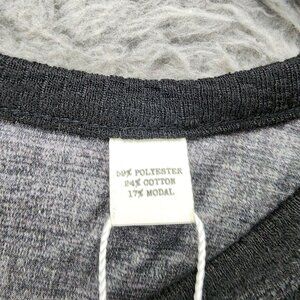 59% POLYESTER
24% COTTON
17% MODAL